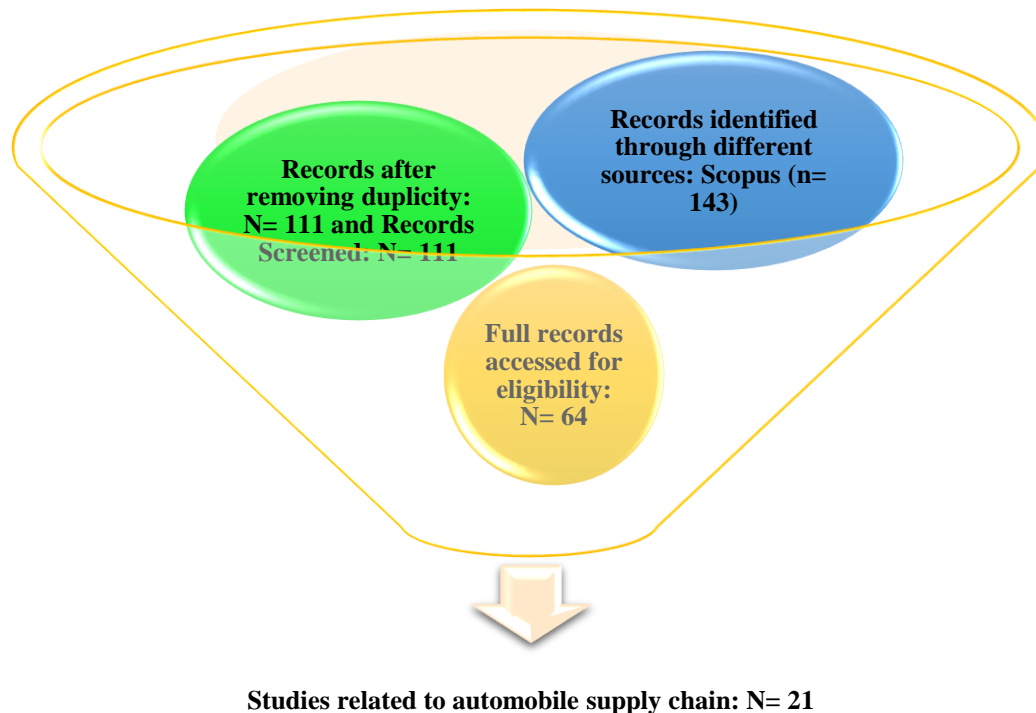 Records identified
through different
sources: Scopus (n=
143)
Records after
removing duplicity:
N= 111 and Records
Screened: N= 111
Full records
accessed for
eligibility:
N= 64
Studies related to automobile supply chain: N= 21